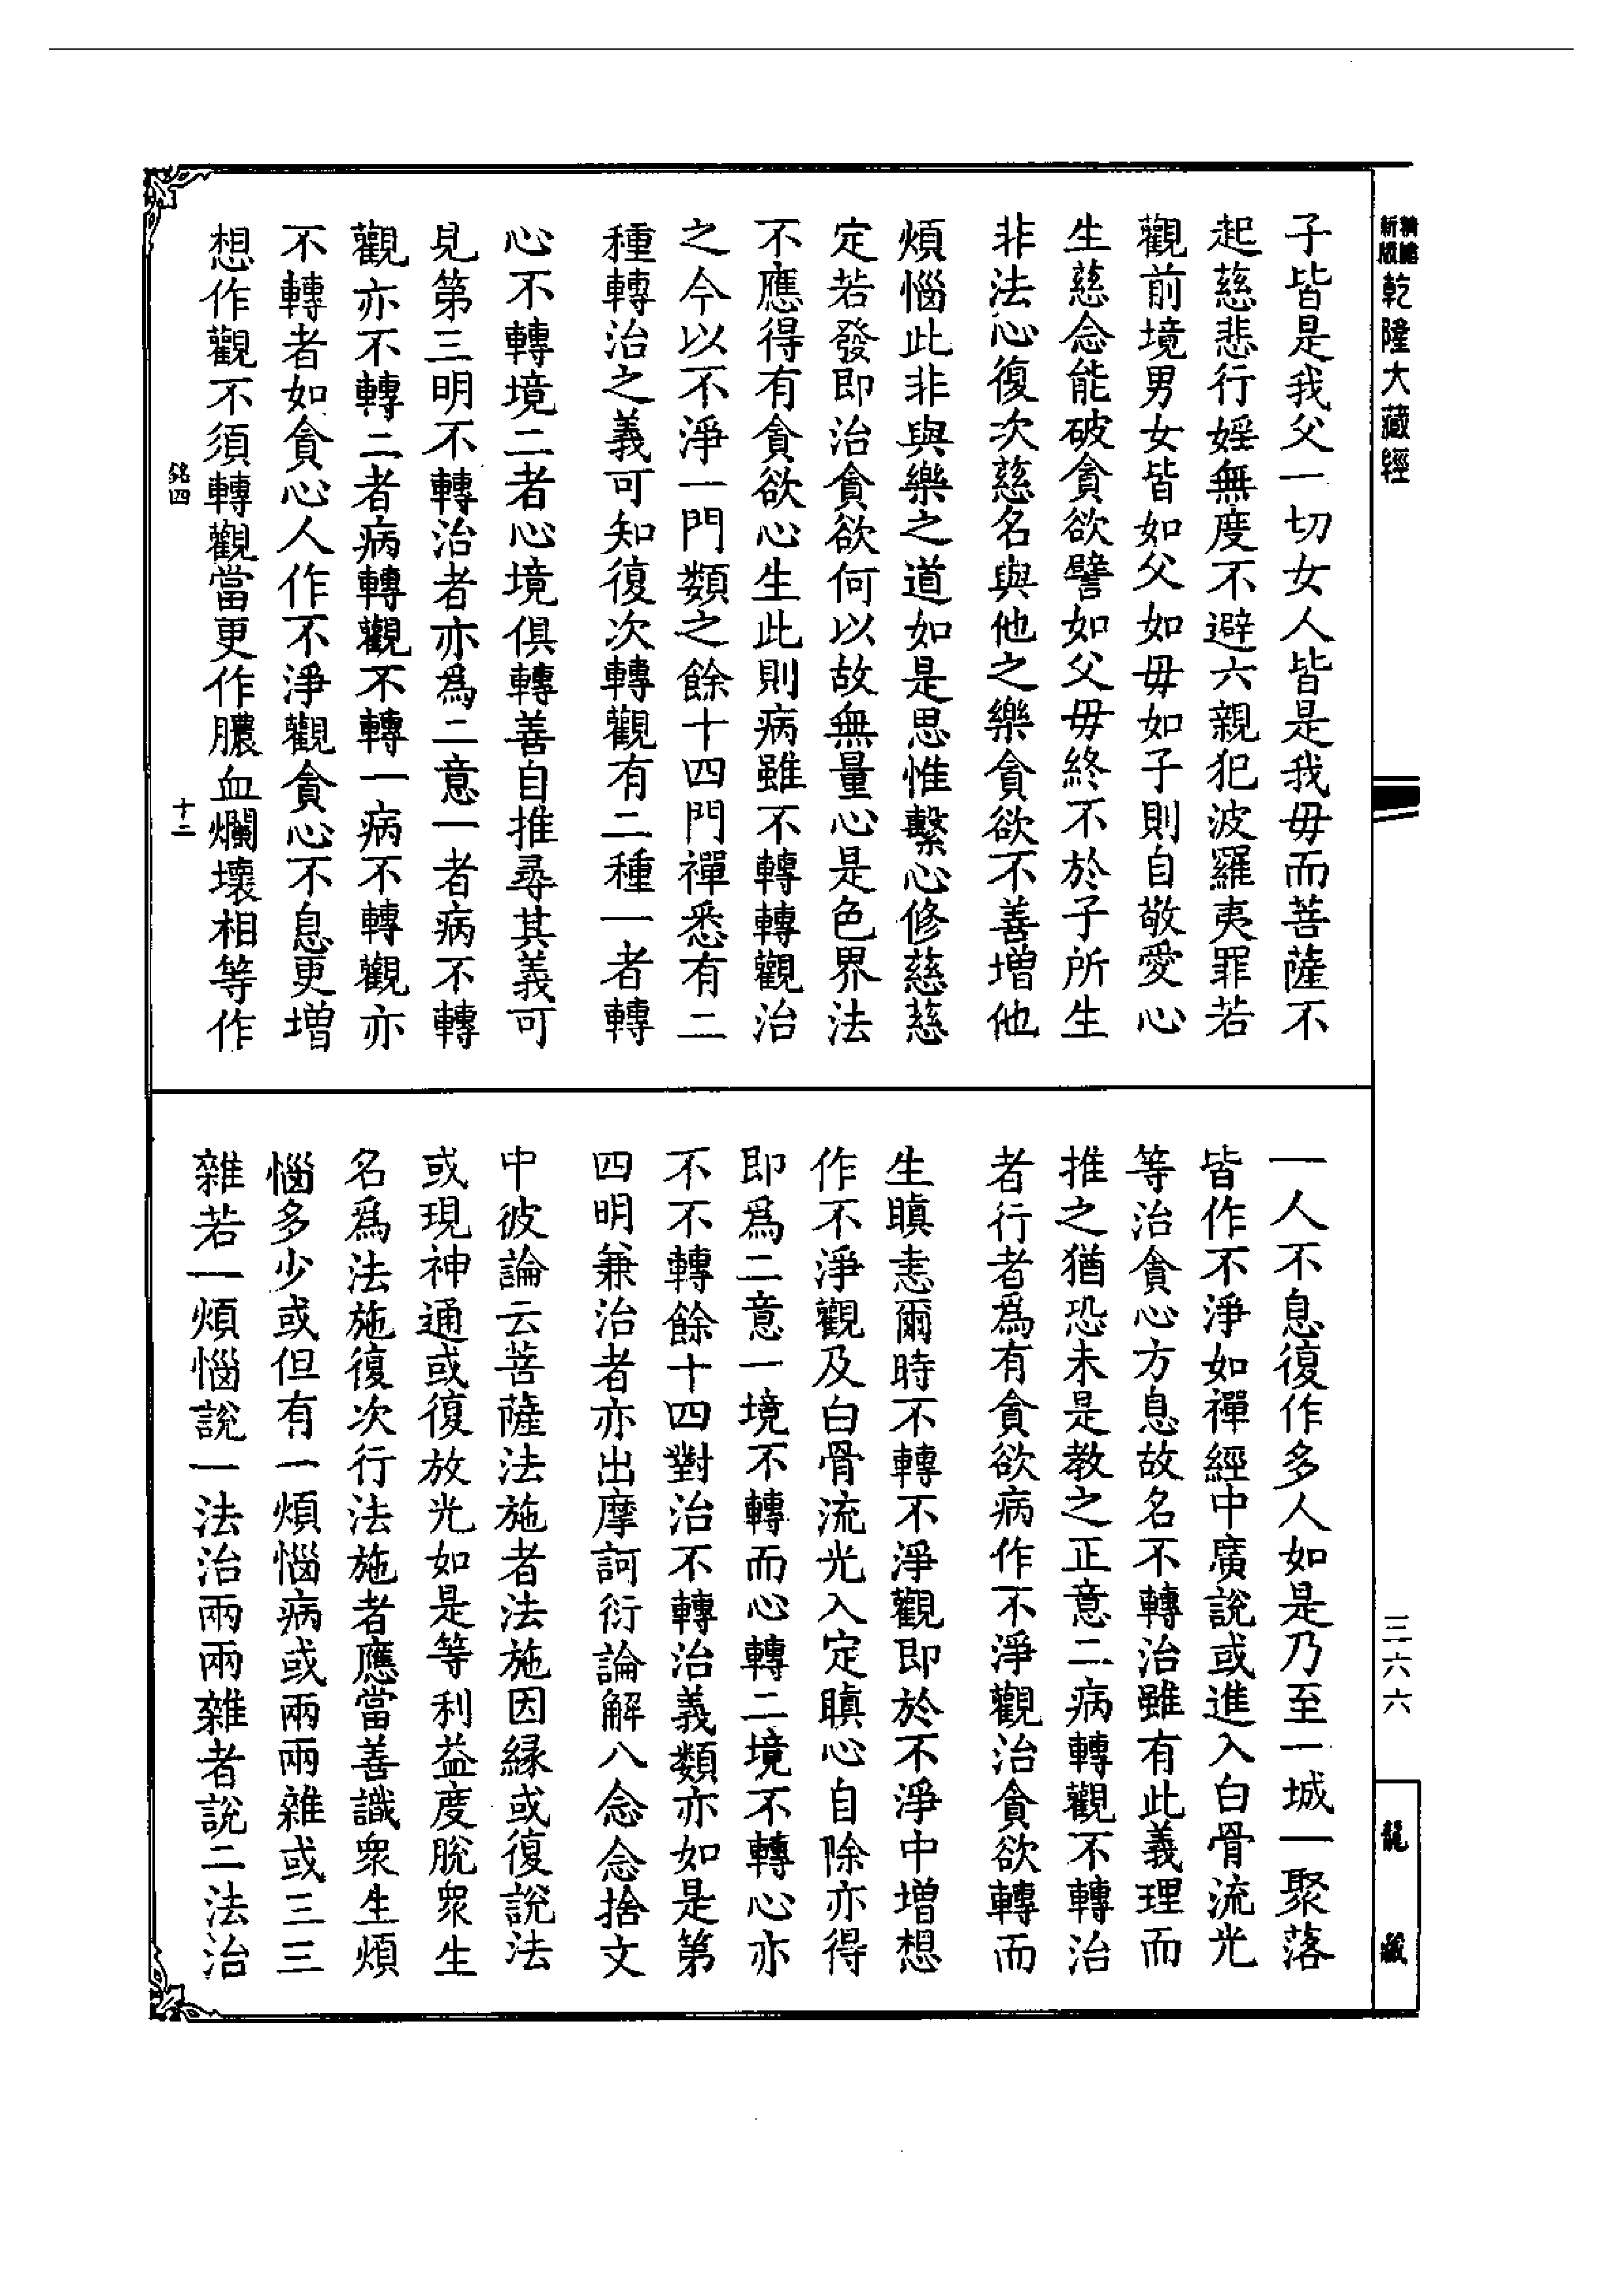 精縮
新版
乾隆大藏經
子皆是我父一切女人皆是我母而菩薩不
起慈悲行婬無度不避六親犯波羅夷罪若
觀前境男女皆如父如母如子則自敬愛心
生慈念能破貪欲譬如父母終不於子所生
非法心復次慈名與他之樂貪欲不善增他
煩惱此非與樂之道如是思惟繫心修慈慈
定若發即治貪欲何以故無量心是色界法
不應得有貪欲心生此則病雖不轉轉觀治
之今以不淨一門類之餘十四門禪悉有二
種轉治之義可知復次轉觀有二種一者轉
心不轉境二者心境俱轉善自推尋其義可
見第三明不轉治者亦為二意一者病不轉
觀亦不轉二者病轉觀不轉一病不轉觀亦
不轉者如貪心人作不淨觀貪心不息更增
想作觀不須轉觀當更作膿血爛壞相等作
銘四
十二
一人不息復作多人如是乃至一城一聚落
皆作不淨如禪經中廣說或進入白骨流光
等治貪心方息故名不轉治雖有此義理而
推之猶恐未是教之正意二病轉觀不轉治
者行者為有貪欲病作不淨觀治貪欲轉而
生瞋恚爾時不轉不淨觀即於不淨中增想
作不淨觀及白骨流光入定瞋心自除亦得
即為二意一境不轉而心轉二境不轉心亦
不不轉餘十四對治不轉治義類亦如是第
四明兼治者亦出摩訶衍論解八念念捨文
中彼論云菩薩法施者法施因緣或復說法
或現神通或復放光如是等利益度脫衆生
名為法施復次行法施者應當善識衆生煩
惱多少或但有一煩惱病或兩兩雜或三三
雜若一煩惱說一法治兩兩雜者說二法治
三六六
龍藏